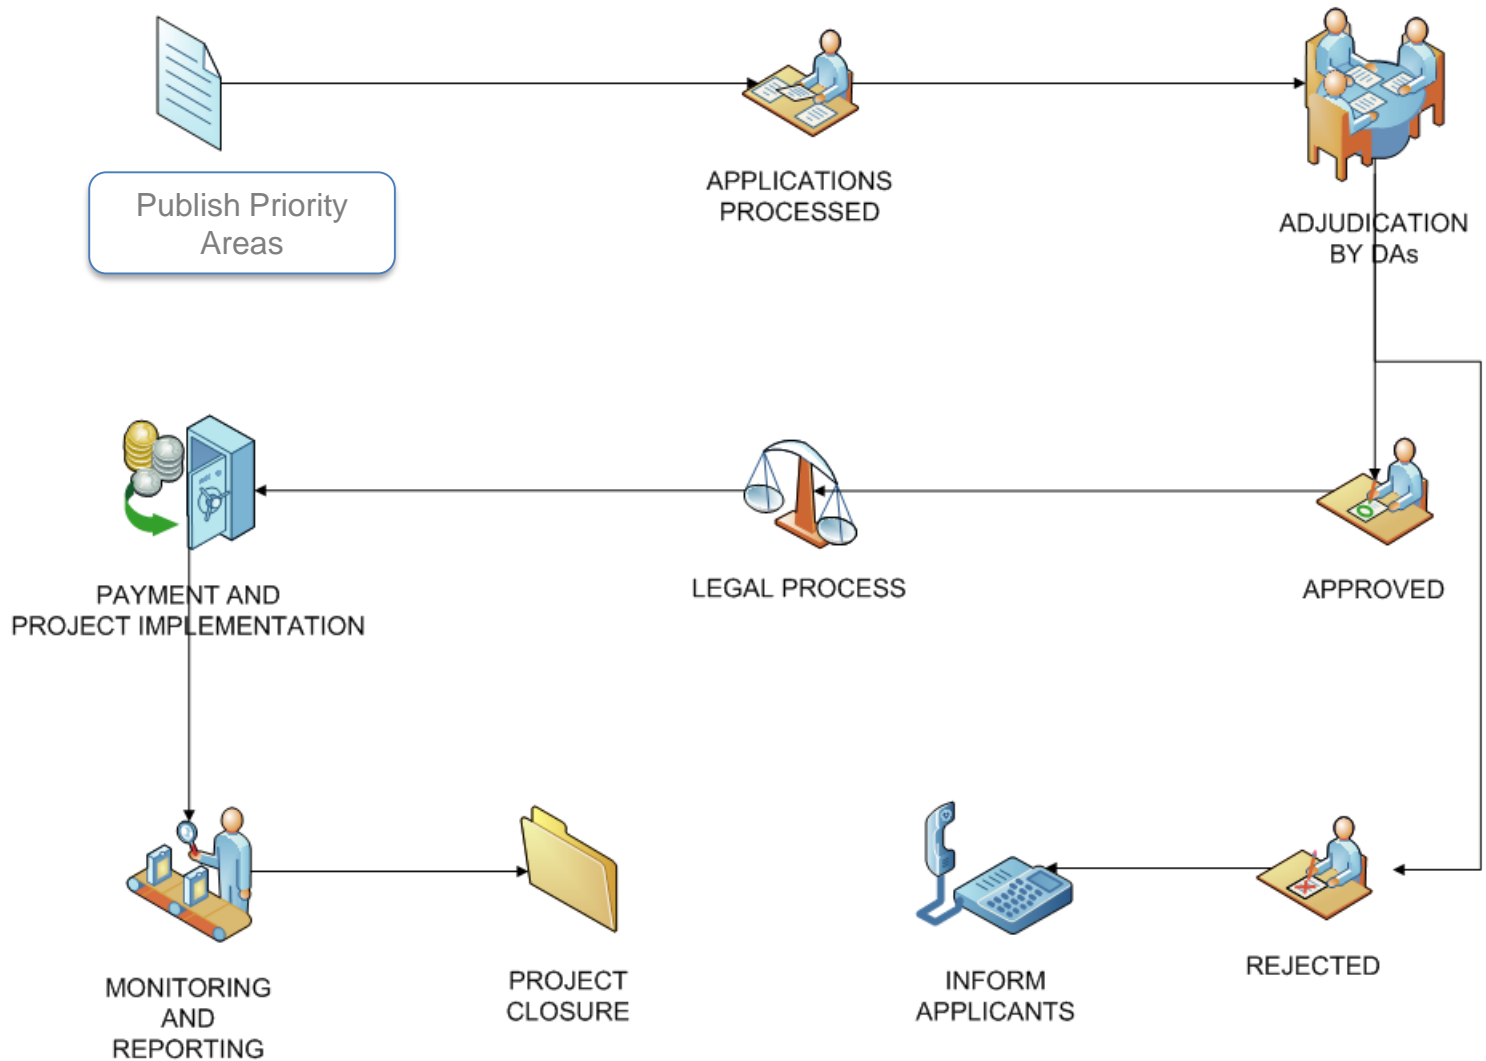 Publish Priority
Areas
APPLICATIONS
PROCESSED
ADJUDICATION
BY DAs
PAYMENT AND
PROJECT IMPLEMENTATION
LEGAL PROCESS
APPROVED
MONITORING
AND
REPORTING
PROJECT
CLOSURE
INFORM
APPLICANTS
REJECTED